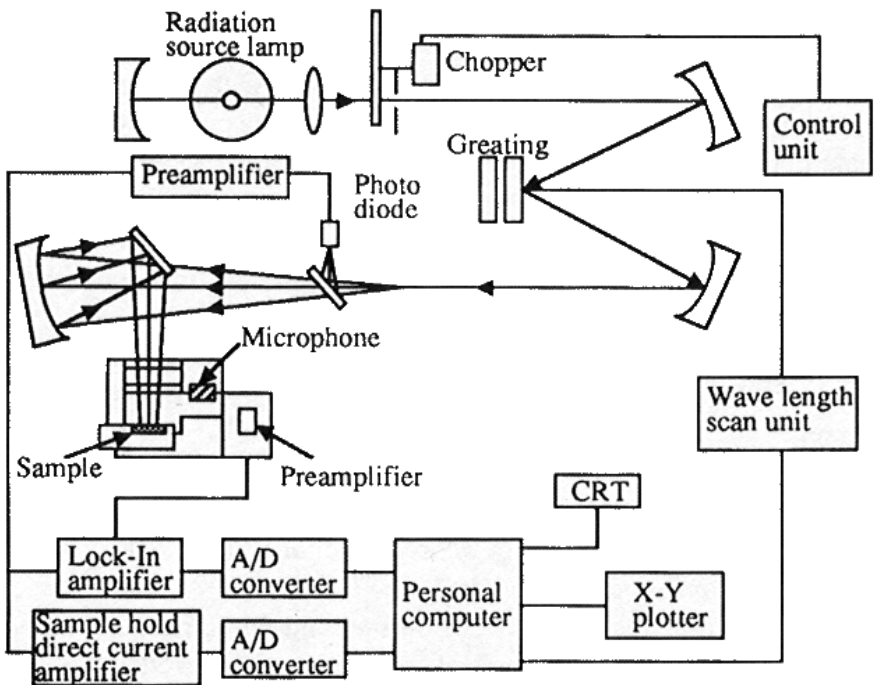 Radiation
source lamp
Chopper
Control
unit
Greating
Preamplifier
Photo
diode
Microphone
Wave length
scan unit
Sample
Preamplifier
CRT
Lock-In
amplifier
A/D
converter
Personal
computer
X-Y
plotter
Sample hold
direct current
amplifier
A/D
converter